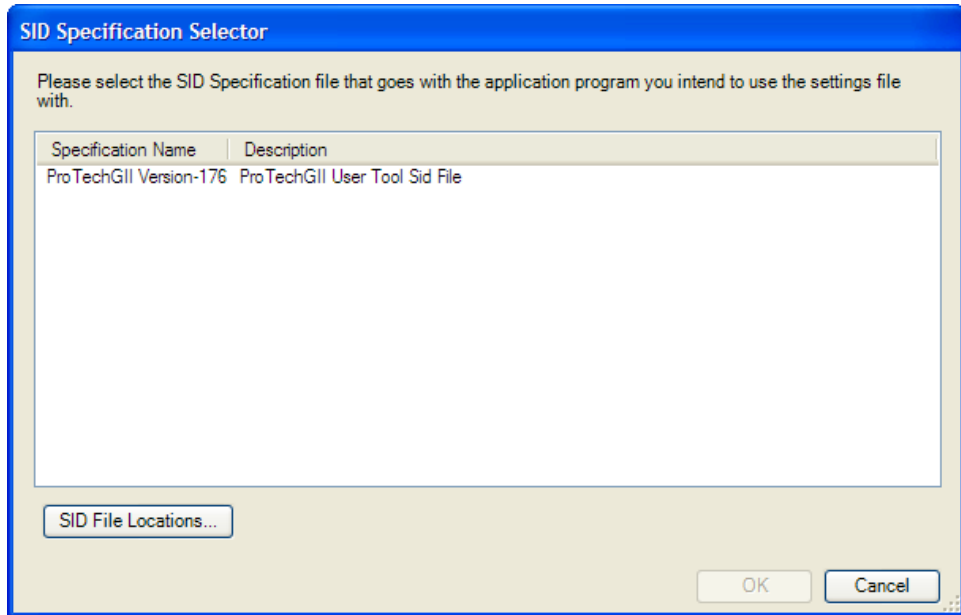 SID Specification Selector
Please select the SID Specification file that goes with the application program you intend to use the settings file
with.
Specification Name Description
ProTechGII Version-176 ProTechGII User Tool Sid File
SID File Locations...
OK Cancel